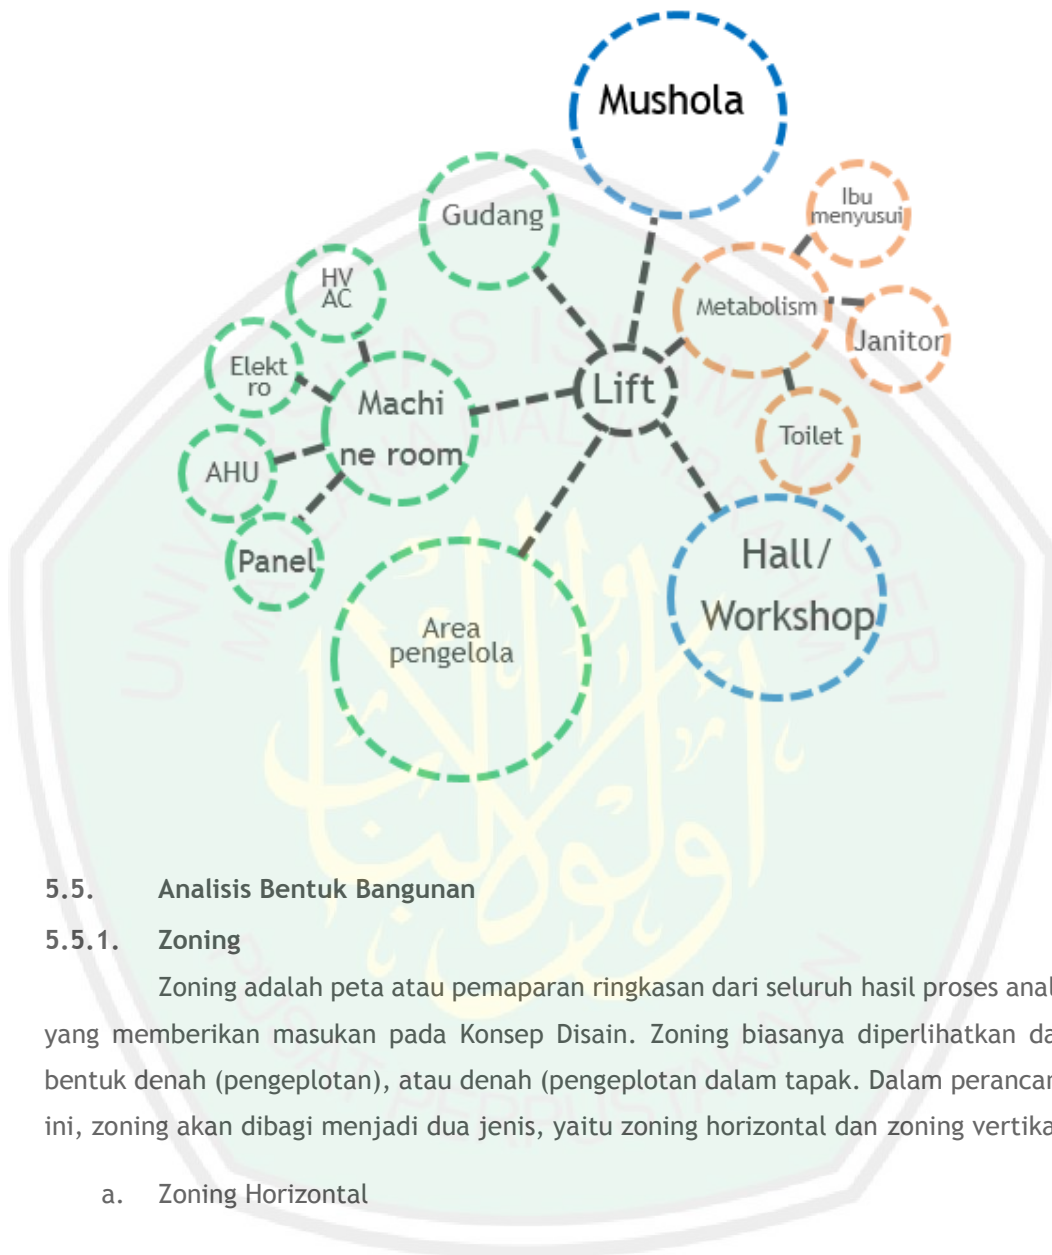 Mushola
Ibu
menyusui
Gudang
HV
AC
Metabolism
Janitor
Elekt
ro
Lift
Machi
ne room
Toilet
AHU
Panel
Hall/
Workshop
Area
pengelola
5.5. Analisis Bentuk Bangunan
5.5.1. Zoning
Zoning adalah peta atau pemaparan ringkasan dari seluruh hasil proses anal
yang memberikan masukan pada Konsep Disain. Zoning biasanya diperlihatkan da
bentuk denah (pengeplotan), atau denah (pengeplotan dalam tapak. Dalam perancan
ini, zoning akan dibagi menjadi dua jenis, yaitu zoning horizontal dan zoning vertika
a. Zoning Horizontal
PUSAT PERPUSTAKAAN